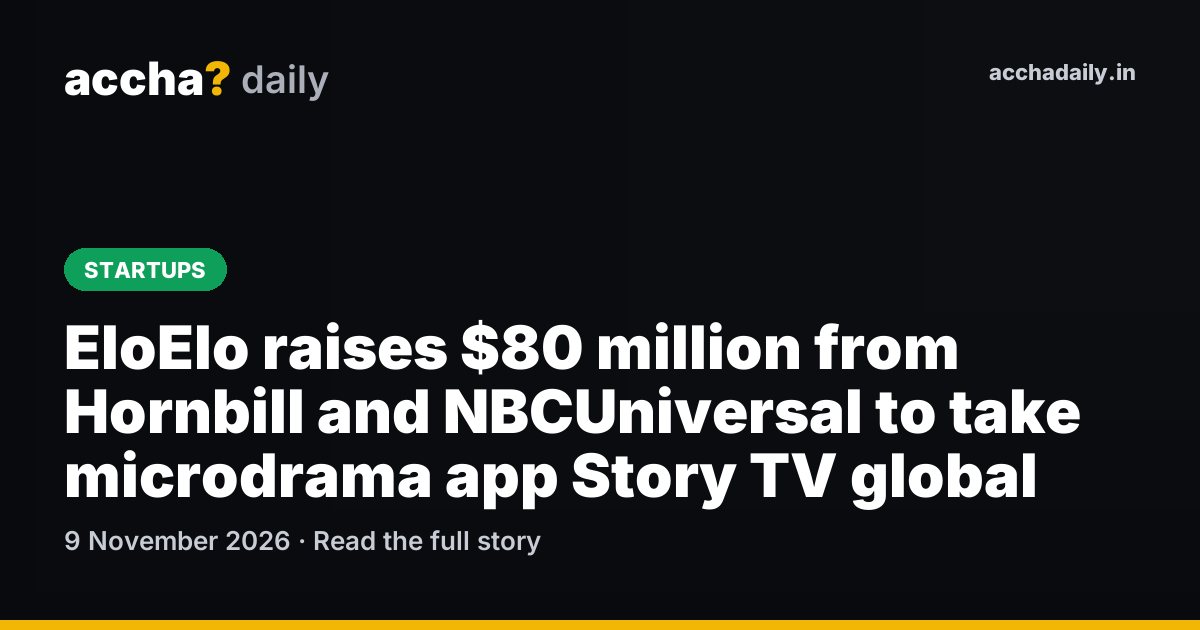 accha? daily
acchadaily.in
STARTUPS
EloElo raises $80 million from
Hornbill and NBCUniversal to take
microdrama app Story TV global
9 November 2026 · Read the full story